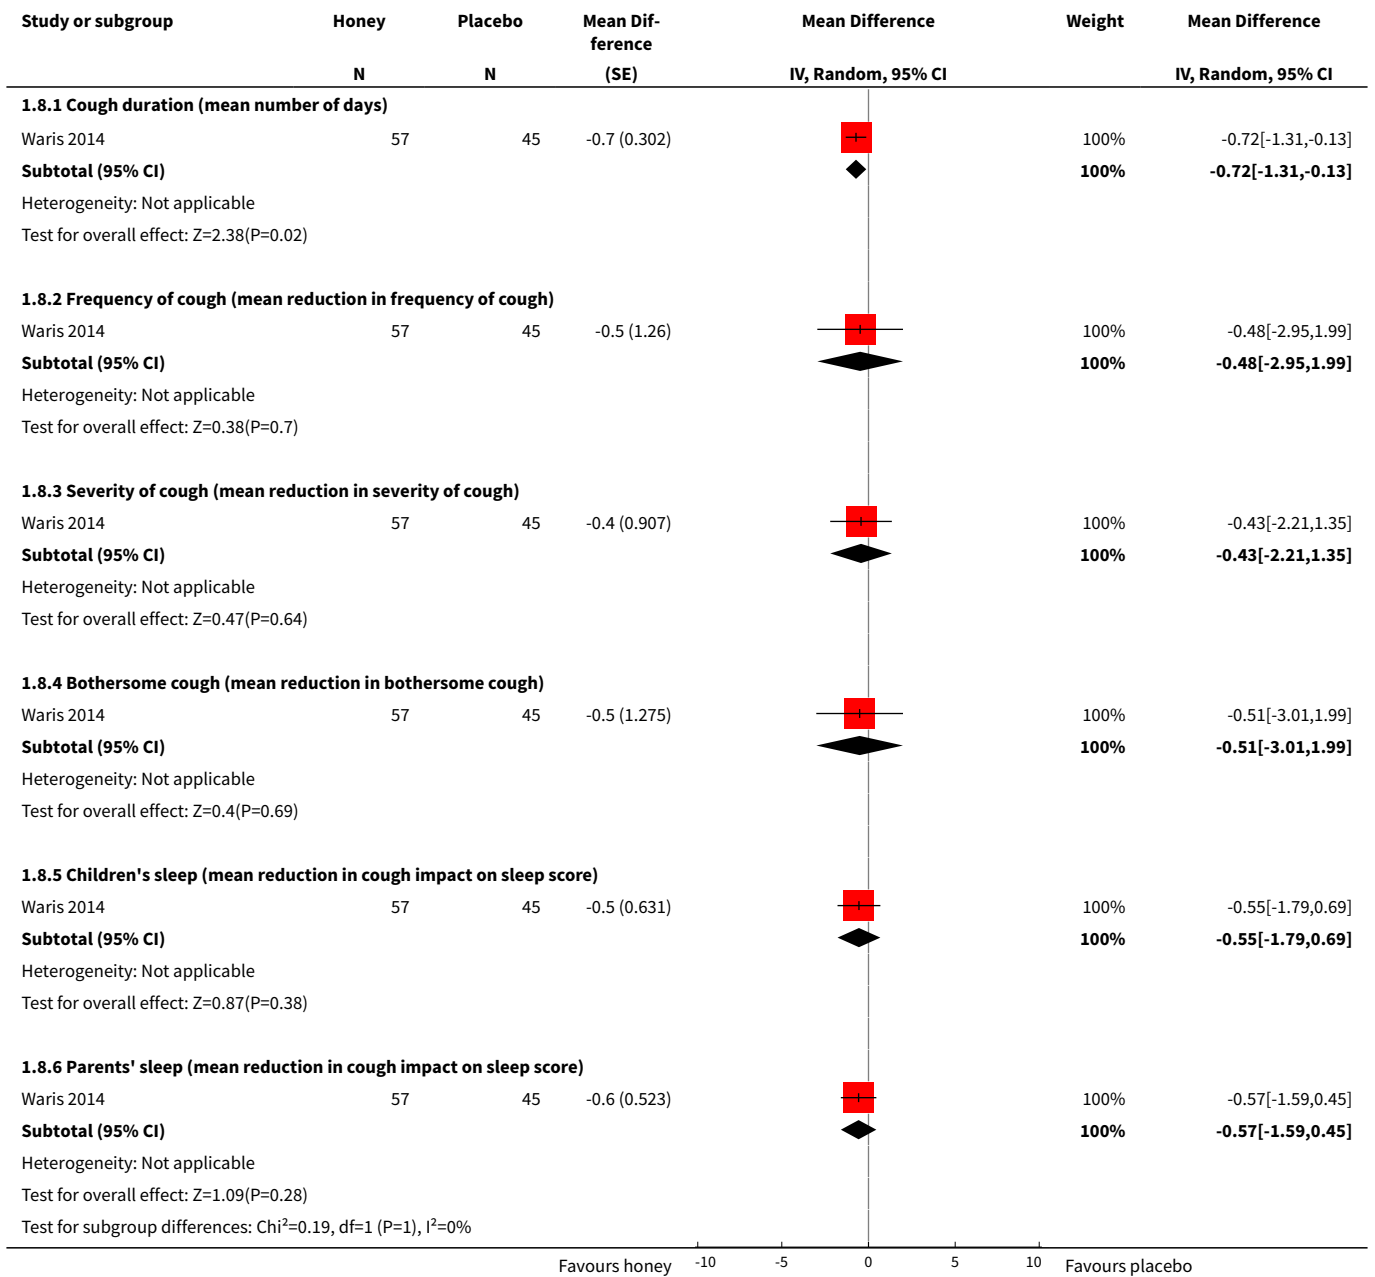 Study or subgroup Honey Placebo Mean Dif- Mean Difference Weight Mean Difference
ference
N N (SE) IV, Random, 95% CI IV, Random, 95% CI
1.8.1 Cough duration (mean number of days)
Waris 2014 57 45 -0.7 (0.302) 100% -0.72[-1.31,-0.13]
Subtotal (95% CI) 100% -0.72[-1.31,-0.13]
Heterogeneity: Not applicable
Test for overall effect: Z=2.38(P=0.02)
1.8.2 Frequency of cough (mean reduction in frequency of cough)
Waris 2014 57 45 -0.5 (1.26) 100% -0.48[-2.95,1.99]
Subtotal (95% CI) 100% -0.48[-2.95,1.99]
Heterogeneity: Not applicable
Test for overall effect: Z=0.38(P=0.7)
1.8.3 Severity of cough (mean reduction in severity of cough)
Waris 2014 57 45 -0.4 (0.907) 100% -0.43[-2.21,1.35]
Subtotal (95% CI) 100% -0.43[-2.21,1.35]
Heterogeneity: Not applicable
Test for overall effect: Z=0.47(P=0.64)
1.8.4 Bothersome cough (mean reduction in bothersome cough)
Waris 2014 57 45 -0.5 (1.275) 100% -0.51[-3.01,1.99]
Subtotal (95% CI) 100% -0.51[-3.01,1.99]
Heterogeneity: Not applicable
Test for overall effect: Z=0.4(P=0.69)
1.8.5 Children's sleep (mean reduction in cough impact on sleep score)
Waris 2014 57 45 -0.5 (0.631) 100% -0.55[-1.79,0.69]
Subtotal (95% CI) 100% -0.55[-1.79,0.69]
Heterogeneity: Not applicable
Test for overall effect: Z=0.87(P=0.38)
1.8.6 Parents' sleep (mean reduction in cough impact on sleep score)
Waris 2014 57 45 -0.6 (0.523) 100% -0.57[-1.59,0.45]
Subtotal (95% CI) 100% -0.57[-1.59,0.45]
Heterogeneity: Not applicable
Test for overall effect: Z=1.09(P=0.28)
Test for subgroup differences: Chi²=0.19, df=1 (P=1), I²=0%
Favours honey -10 -5 0 5 10 Favours placebo